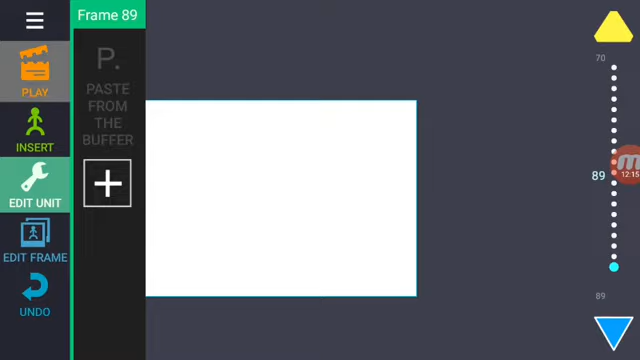 Frame 89
PLAY
INSERT
EDIT UNIT
EDIT FRAME
UNDO
P.
PASTE
FROM
THE
BUFFER
70
89
12:15
89